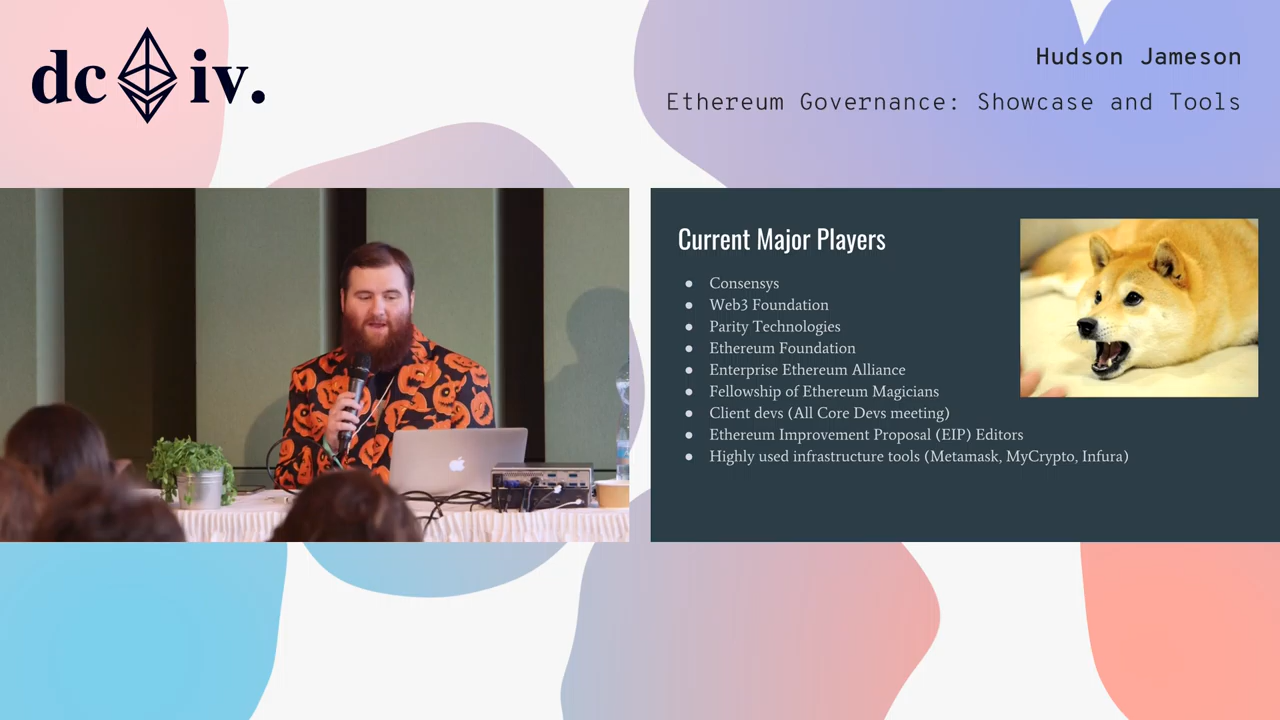 dc iv.
Hudson Jameson
Ethereum Governance: Showcase and Tools
Current Major Players
Consensys
Web3 Foundation
Parity Technologies
Ethereum Foundation
Enterprise Ethereum Alliance
Fellowship of Ethereum Magicians
Client devs (All Core Devs meeting)
Ethereum Improvement Proposal (EIP) Editors
Highly used infrastructure tools (Metamask, MyCrypto, Infura)